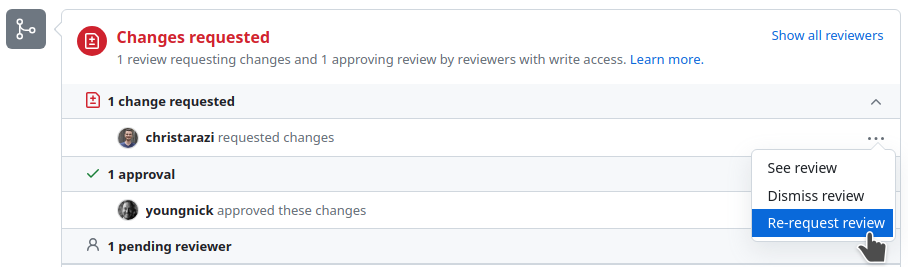 Changes requested
Show all reviewers
1 review requesting changes and 1 approving review by reviewers with write access. Learn more.
1 change requested
christarazi requested changes
See review
1 approval
Dismiss review
youngnick approved these changes
Re-request review
1 pending reviewer